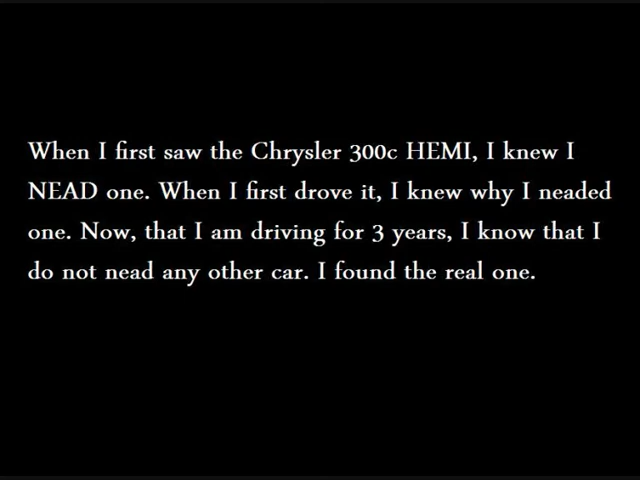 When I first saw the Chrysler 300c HEMI, I knew I
NEAD one. When I first drove it, I knew why I neaded
one. Now, that I am driving for 3 years, I know that I
do not nead any other car. I found the real one.